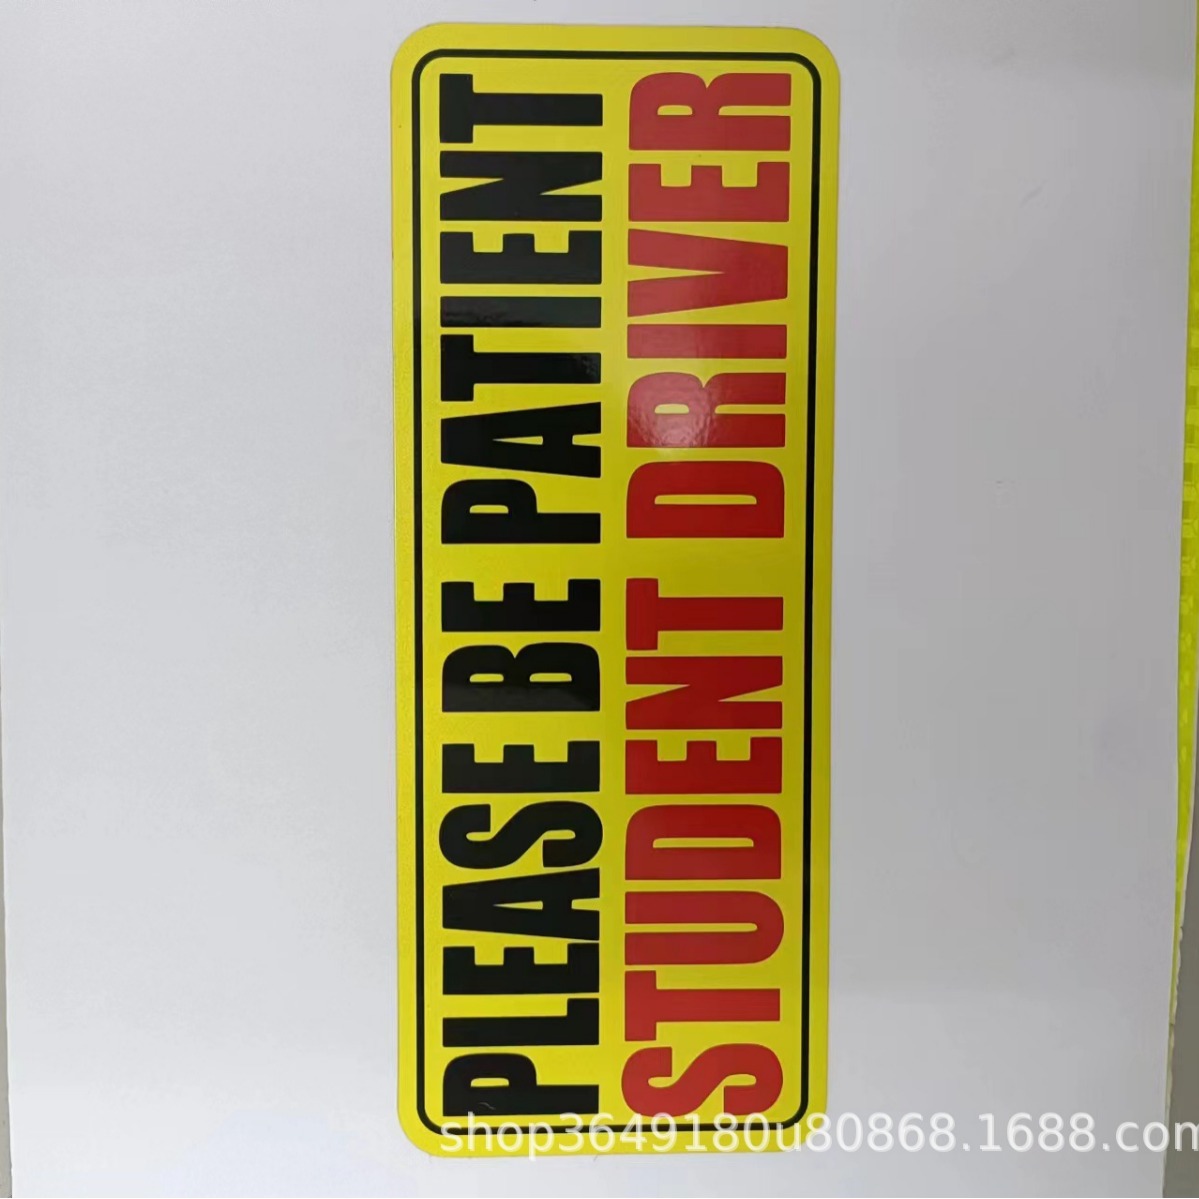 PLEASE BE PATIENT
STUDENT DRIVER
shop3649180u80868.1688.com